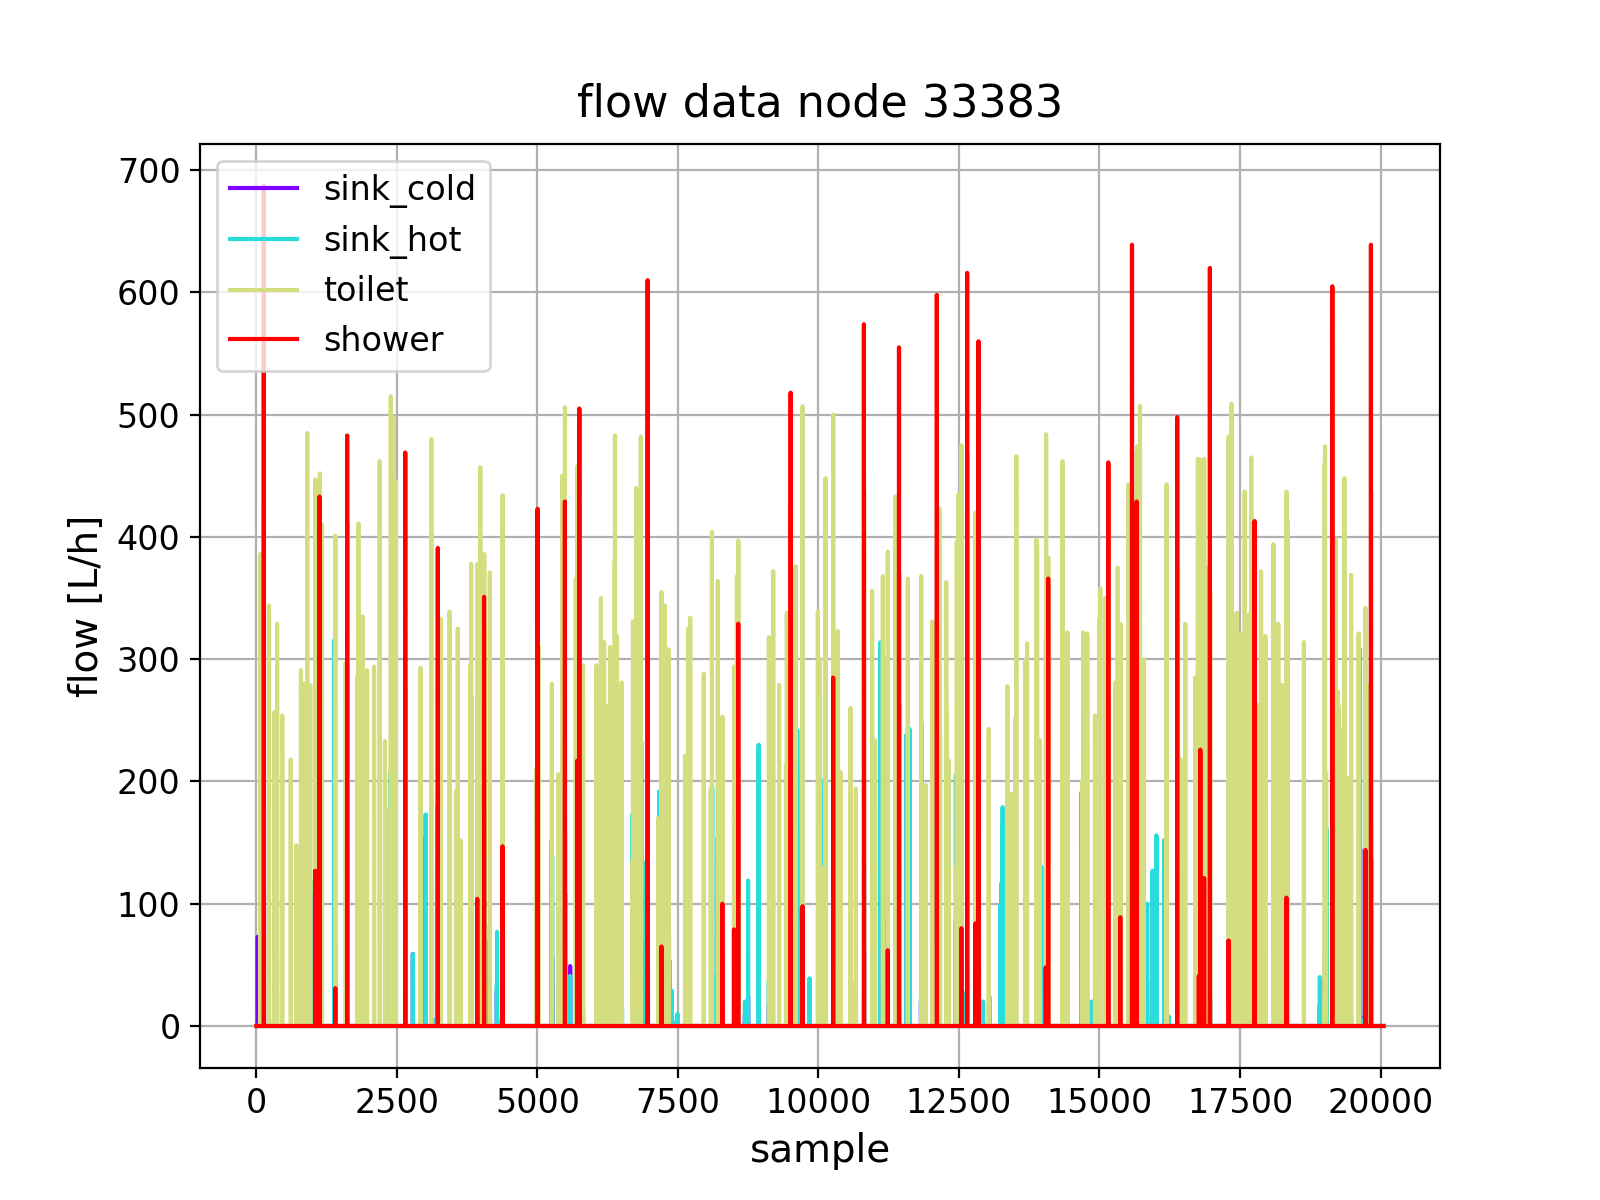 flow data node 33383
700
600
500
400
300
200
100
0
flow [L/h]
sink_cold
sink_hot
toilet
shower
0 2500 5000 7500 10000 12500 15000 17500 20000
sample